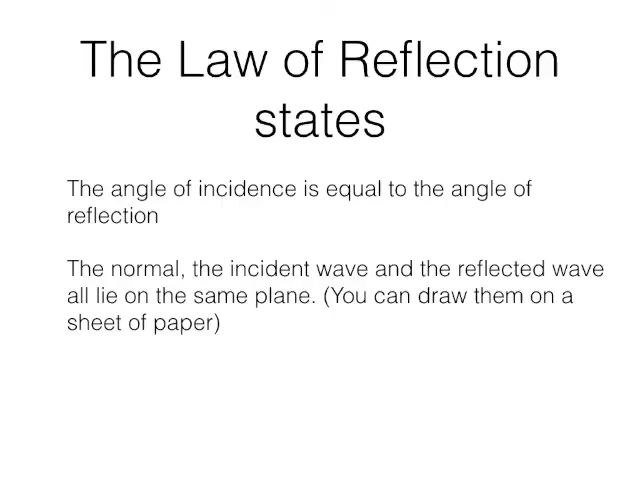 The Law of Reflection
states
The angle of incidence is equal to the angle of
reflection
The normal, the incident wave and the reflected wave
all lie on the same plane. (You can draw them on a
sheet of paper)